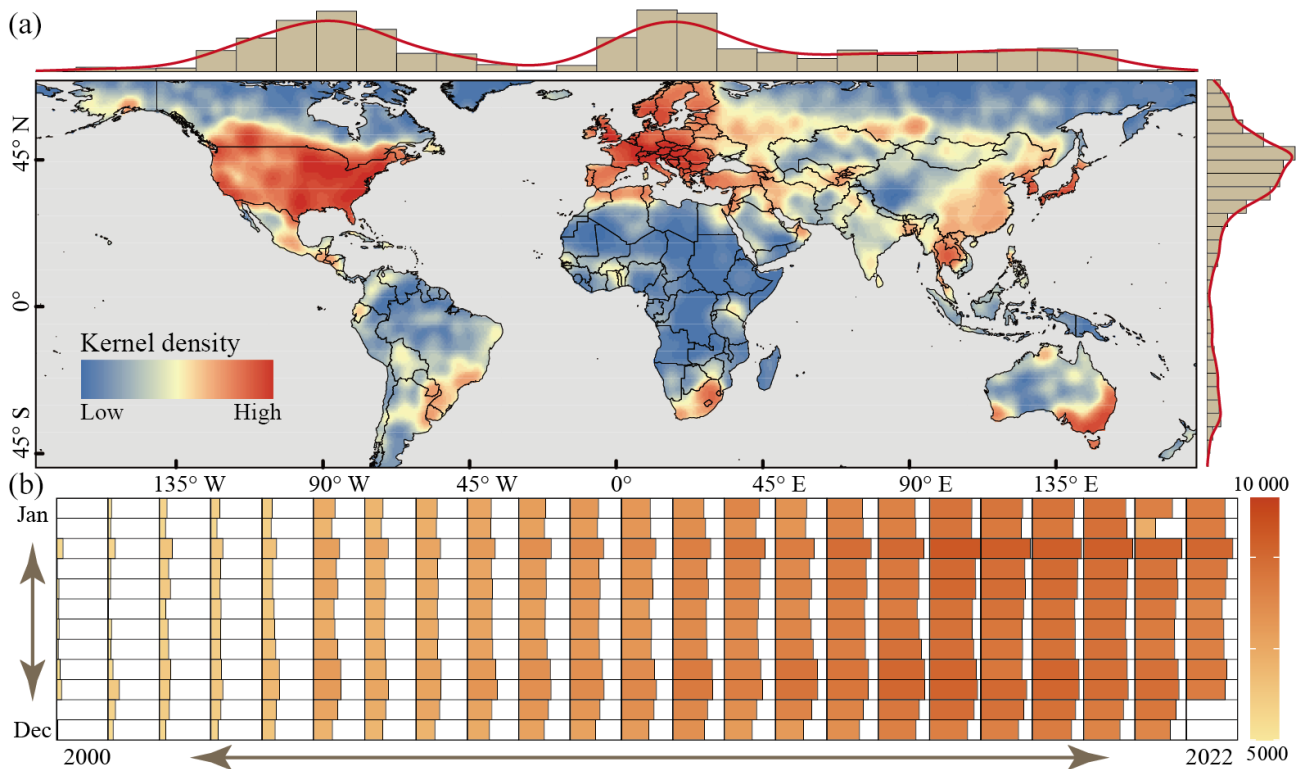 (a)
45° N
0°
45° S
Kernel density
Low High
135° W 90° W 45° W 0° 45° E 90° E 135° E
(b)
Jan
Dec
2000 2022
10 000
5000